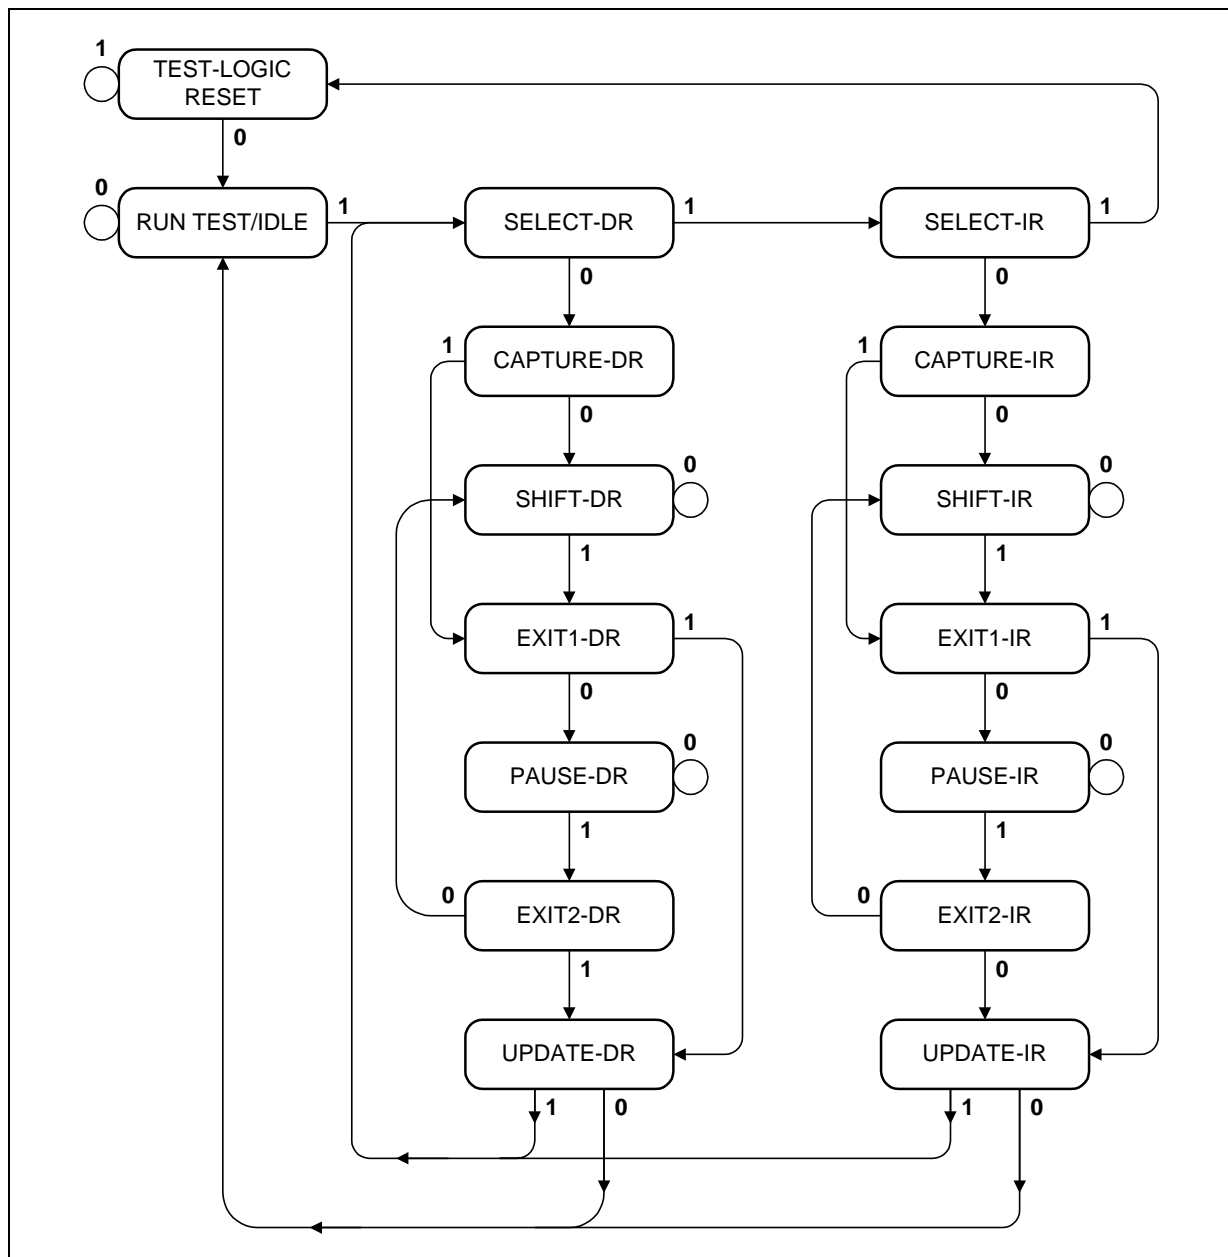 1
TEST-LOGIC
RESET
0
0
RUN TEST/IDLE
1
SELECT-DR
1
SELECT-IR
1
0
0
1
CAPTURE-DR
1
CAPTURE-IR
0
0
SHIFT-DR
0
SHIFT-IR
0
1
1
EXIT1-DR
1
EXIT1-IR
1
0
0
PAUSE-DR
0
PAUSE-IR
0
1
1
0
EXIT2-DR
0
EXIT2-IR
1
0
UPDATE-DR
UPDATE-IR
1
0
1
0